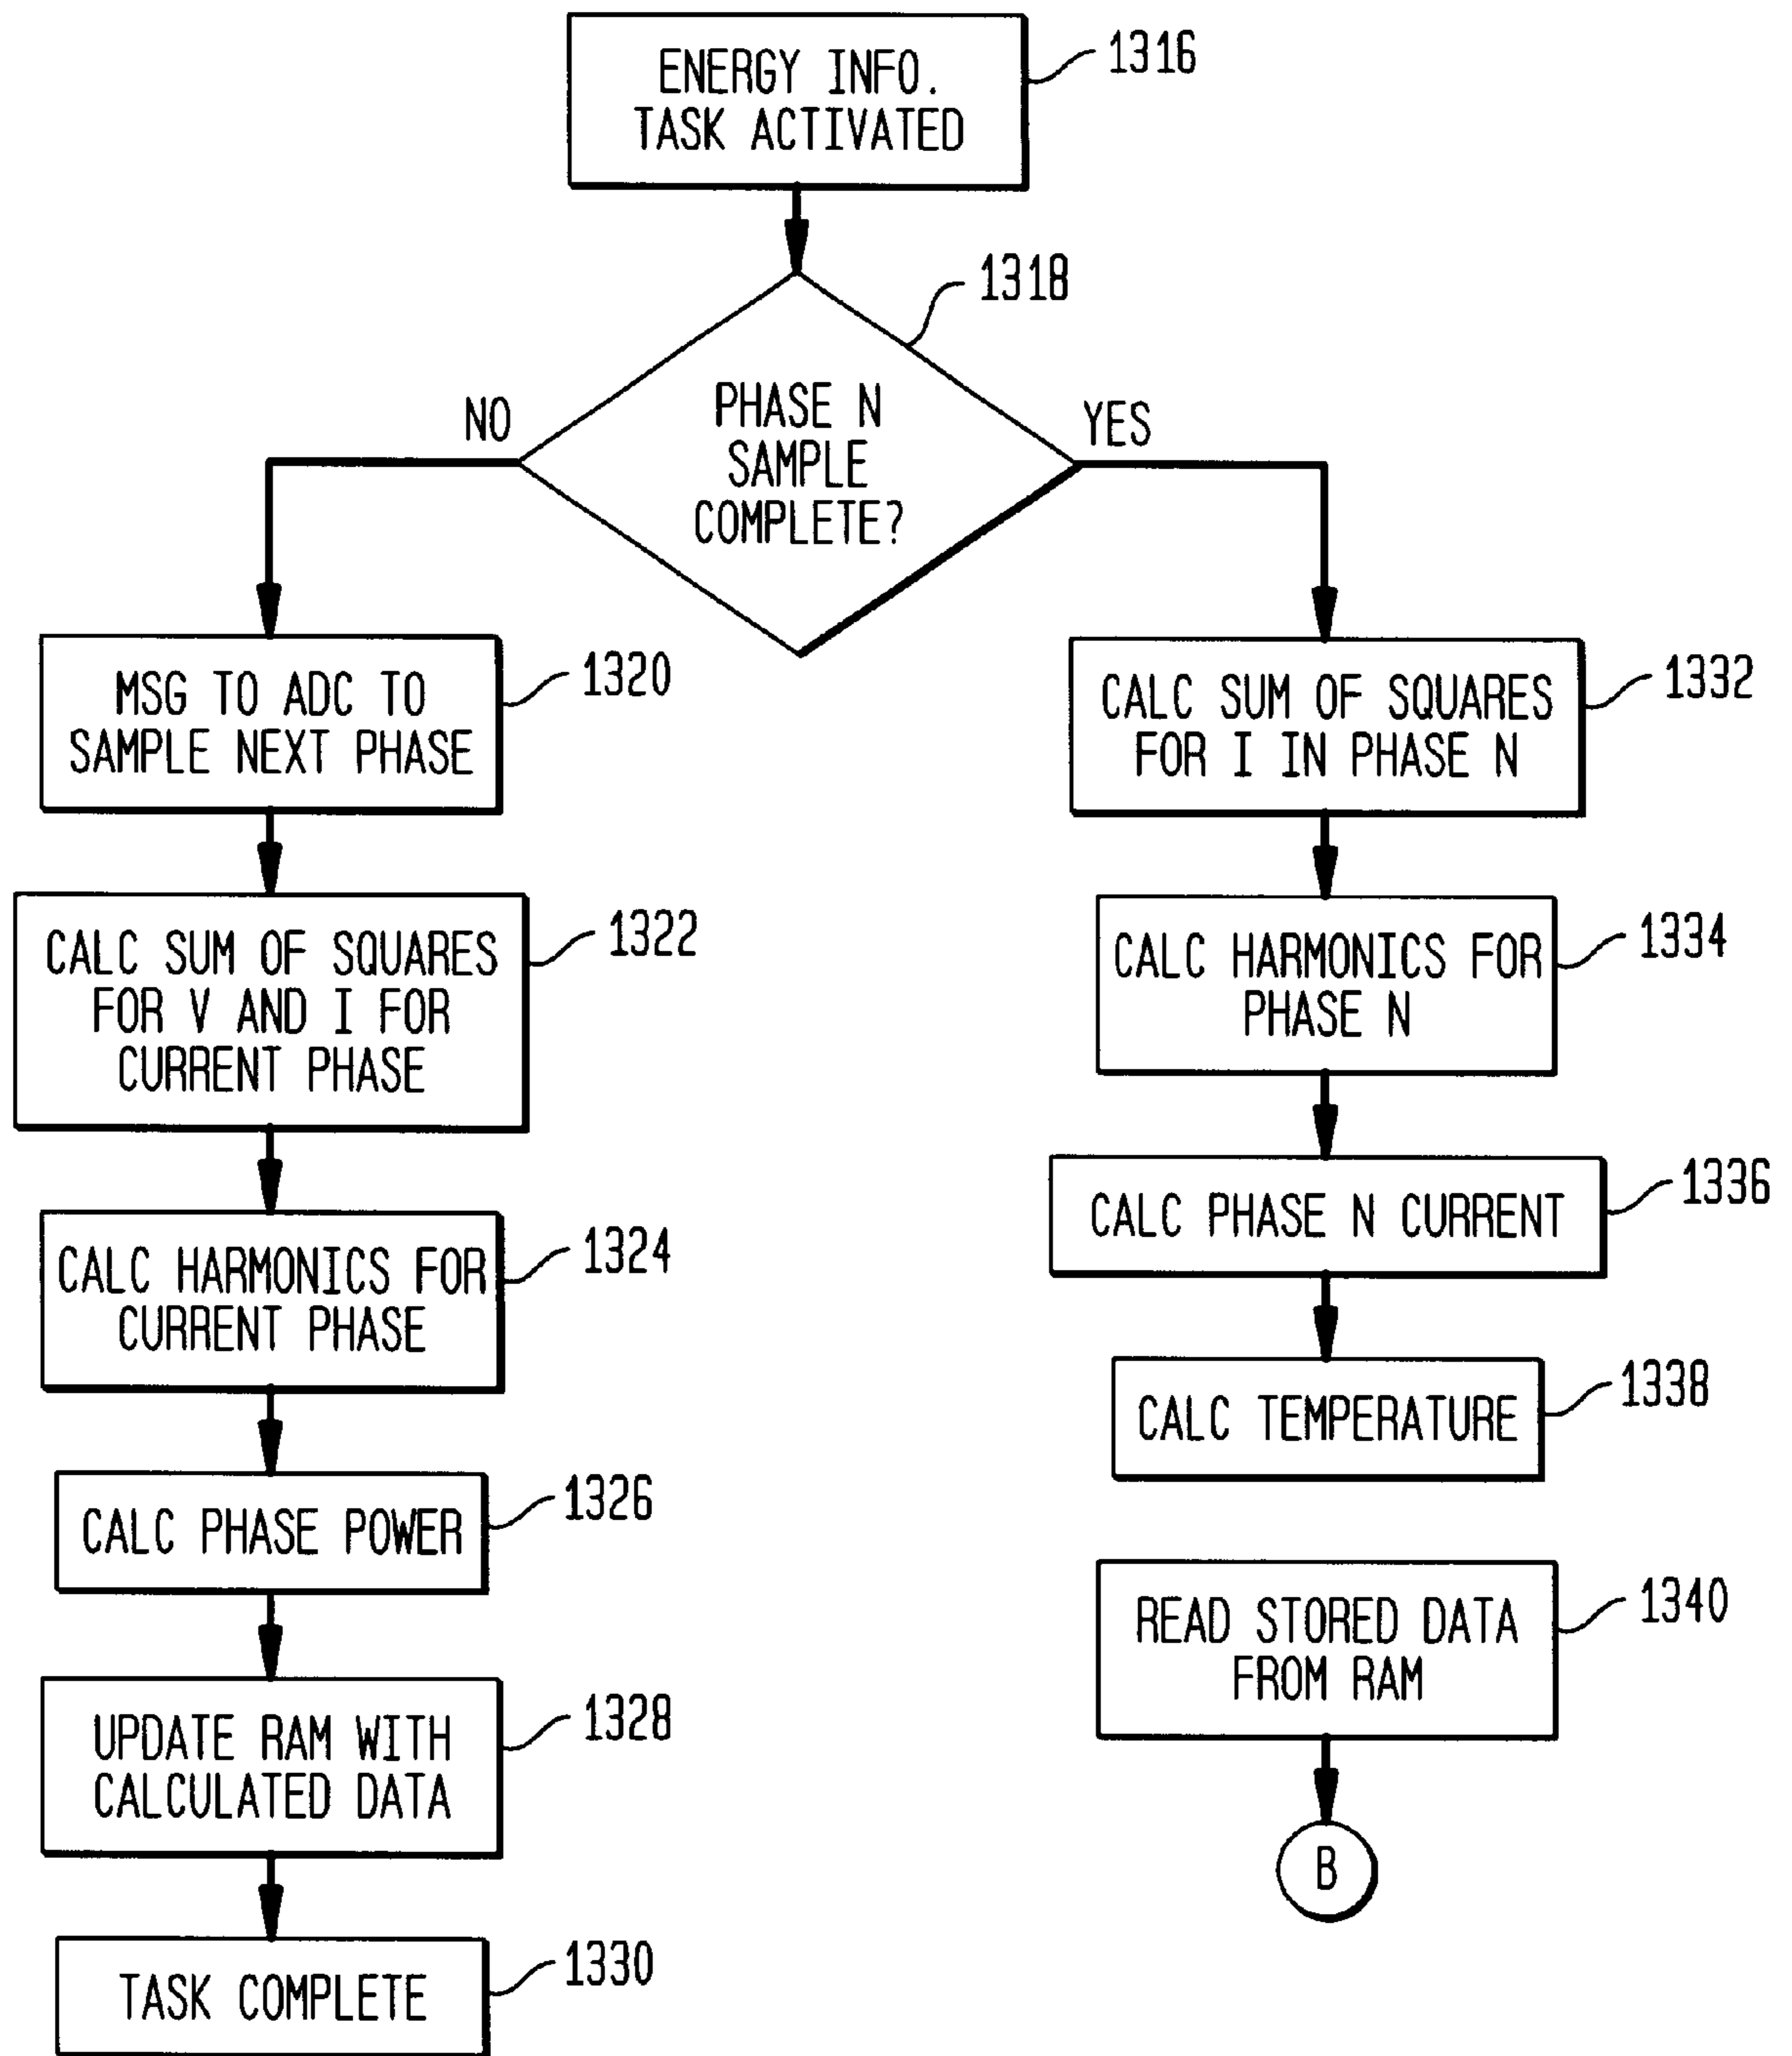 ENERGY INFO.
TASK ACTIVATED
1316
1318
PHASE N
SAMPLE
COMPLETE?
NO
YES
MSG TO ADC TO
SAMPLE NEXT PHASE
1320
CALC SUM OF SQUARES
FOR V AND I FOR
CURRENT PHASE
1322
CALC HARMONICS FOR
CURRENT PHASE
1324
CALC PHASE POWER
1326
UPDATE RAM WITH
CALCULATED DATA
1328
TASK COMPLETE
1330
CALC SUM OF SQUARES
FOR I IN PHASE N
1332
CALC HARMONICS FOR
PHASE N
1334
CALC PHASE N CURRENT
1336
CALC TEMPERATURE
1338
READ STORED DATA
FROM RAM
1340
B